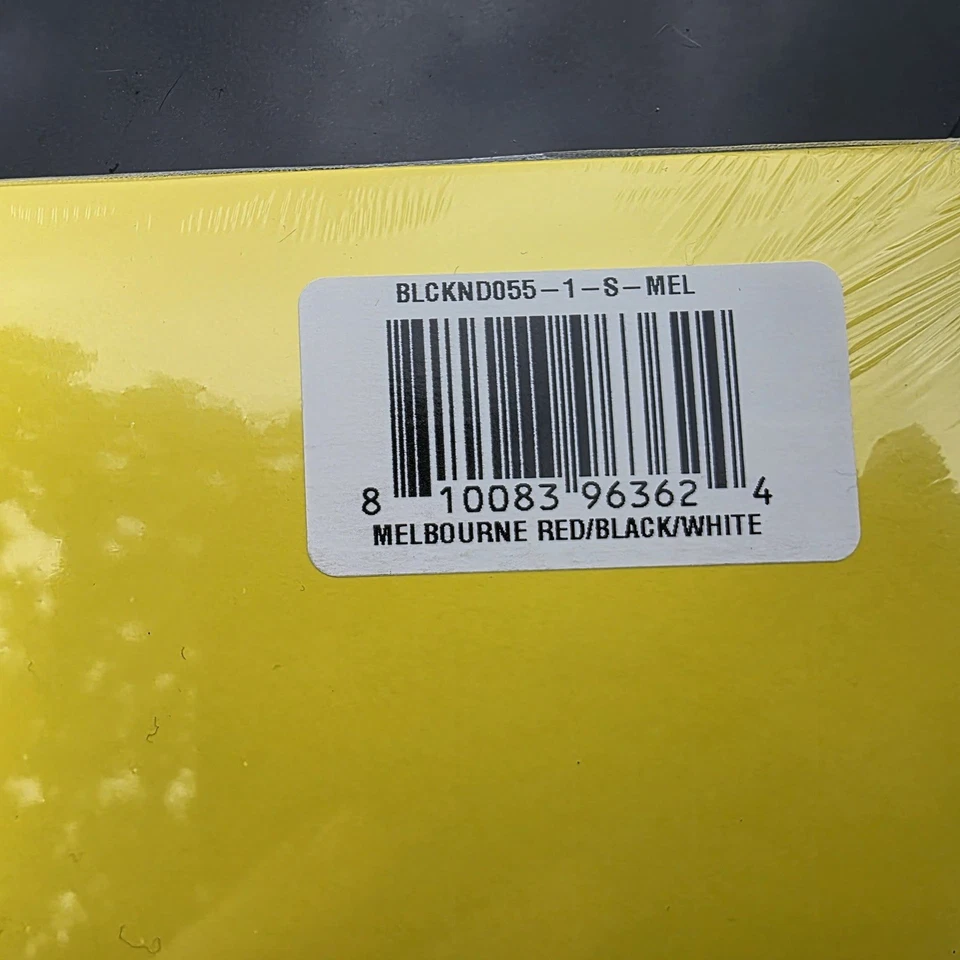 BLCKND055-1-S-MEL
8 10083 96362 4
MELBOURNE RED/BLACK/WHITE